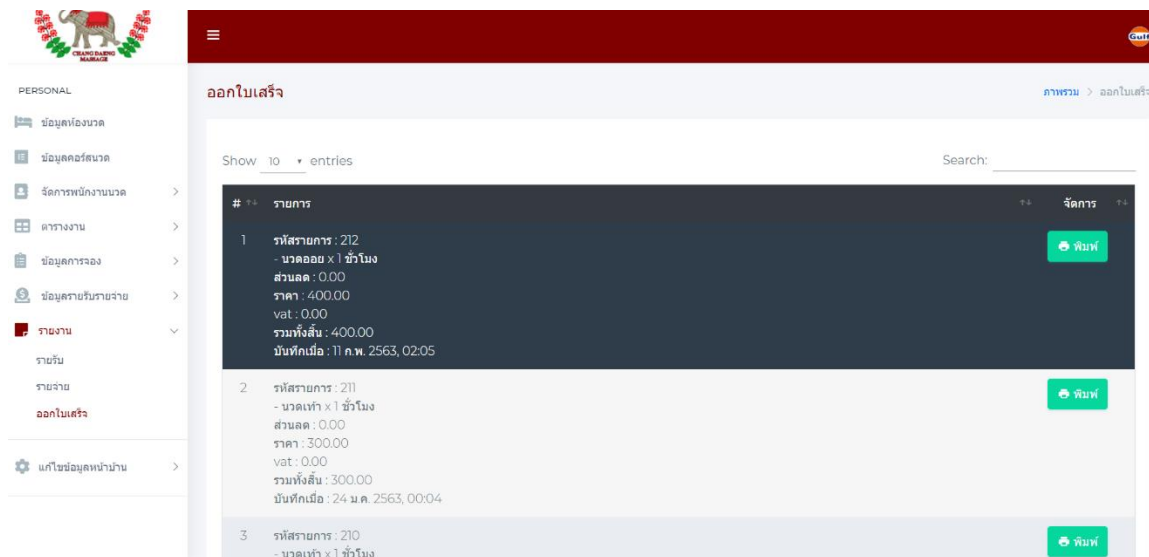 CHANG DAENG
MASSAGE
Gulf
PERSONAL
ข้อมูลห้องนวด
ข้อมูลคอร์สนวด
จัดการพนักงานนวด
ตารางงาน
ข้อมูลการจอง
ข้อมูลรายรับรายจ่าย
รายงาน
รายรับ
รายจ่าย
ออกใบเสร็จ
แก้ไขข้อมูลหน้าบ้าน
ออกใบเสร็จ
ภาพรวม > ออกใบเสร็จ
Show 10 entries
Search:
# รายการ จัดการ
1 รหัสรายการ : 212 พิมพ์
- นวดออย x 1 ชั่วโมง
ส่วนลด : 0.00
ราคา : 400.00
vat : 0.00
รวมทั้งสิ้น : 400.00
บันทึกเมื่อ : 11 ก.พ. 2563, 02:05
2 รหัสรายการ : 211 พิมพ์
- นวดเท้า x 1 ชั่วโมง
ส่วนลด : 0.00
ราคา : 300.00
vat : 0.00
รวมทั้งสิ้น : 300.00
บันทึกเมื่อ : 24 ม.ค. 2563, 00:04
3 รหัสรายการ : 210 พิมพ์
- นวดเท้า x 1 ชั่วโมง